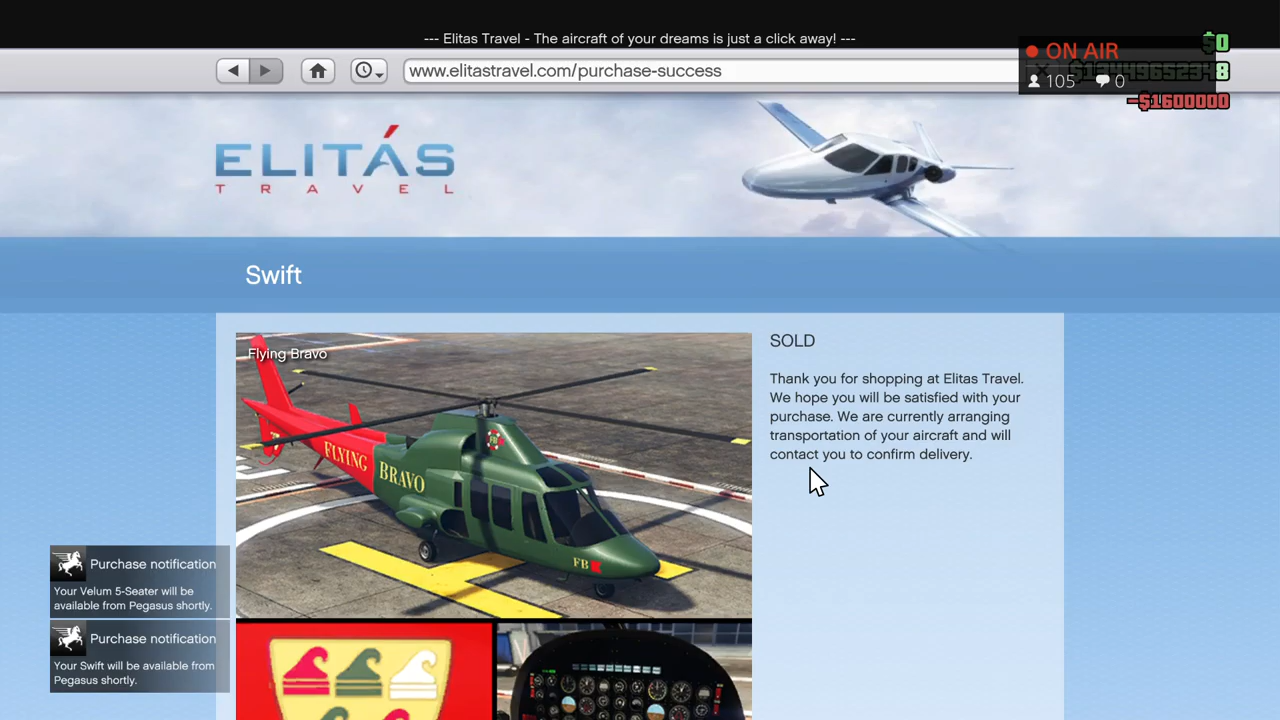 --- Elitas Travel - The aircraft of your dreams is just a click away! ---
ON AIR
$0
www.elitastravel.com/purchase-success
105
0
-$1600000
ELITÁS
TRAVEL
Swift
Flying Bravo
SOLD
Thank you for shopping at Elitas Travel.
We hope you will be satisfied with your
purchase. We are currently arranging
transportation of your aircraft and will
contact you to confirm delivery.
FLYING BRAVO
FB
FB
Purchase notification
Your Velum 5-Seater will be
available from Pegasus shortly.
Purchase notification
Your Swift will be available from
Pegasus shortly.